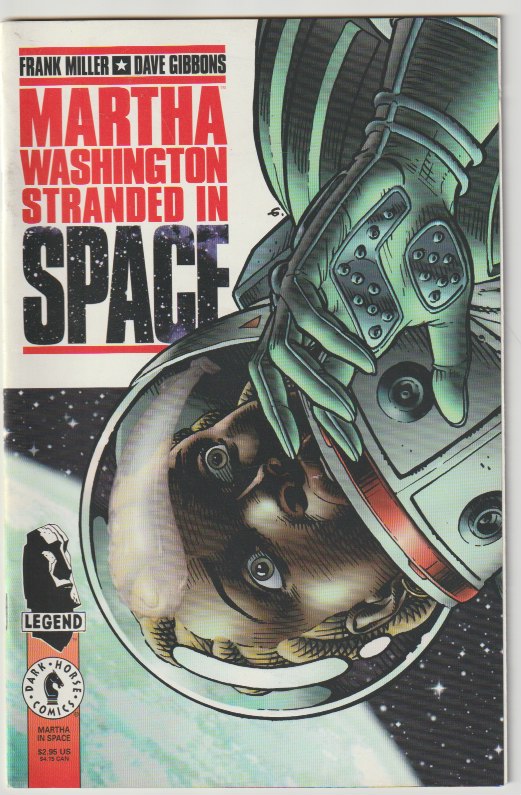 FRANK MILLER ★ DAVE GIBBONS
MARTHA
WASHINGTON
STRANDED IN
SPACE
G.
LEGEND
DARK HORSE COMICS
MARTHA
IN SPACE
$2.95 US
$4.15 CAN